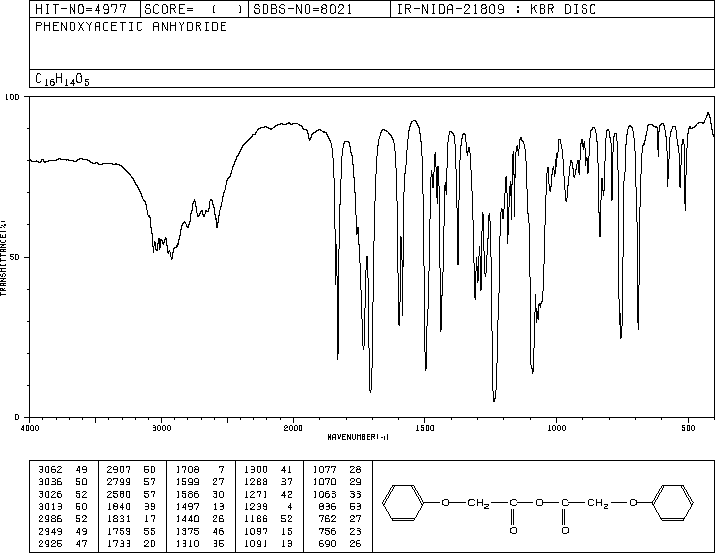 HIT-NO=4977 SCORE= ( ) SDBS-NO=8021 IR-NIDA-21809 : KBR DISC
PHENOXYACETIC ANHYDRIDE
C16H14O5
100
50
0
TRANSMITTANCE(%)
4000 3000 2000 1500 1000 500
WAVENUMBER(-1)
3062 49 2907 50 1708 7 1300 41 1077 28
3036 50 2799 57 1599 27 1288 37 1070 29
3026 52 2580 57 1586 30 1271 42 1063 33
3013 50 1840 39 1497 13 1239 4 836 53
2986 52 1831 17 1440 26 1186 52 762 27
2949 49 1759 55 1375 46 1097 15 756 23
2925 47 1733 20 1310 35 1091 13 690 26
O CH2 C O C CH2 O
O O